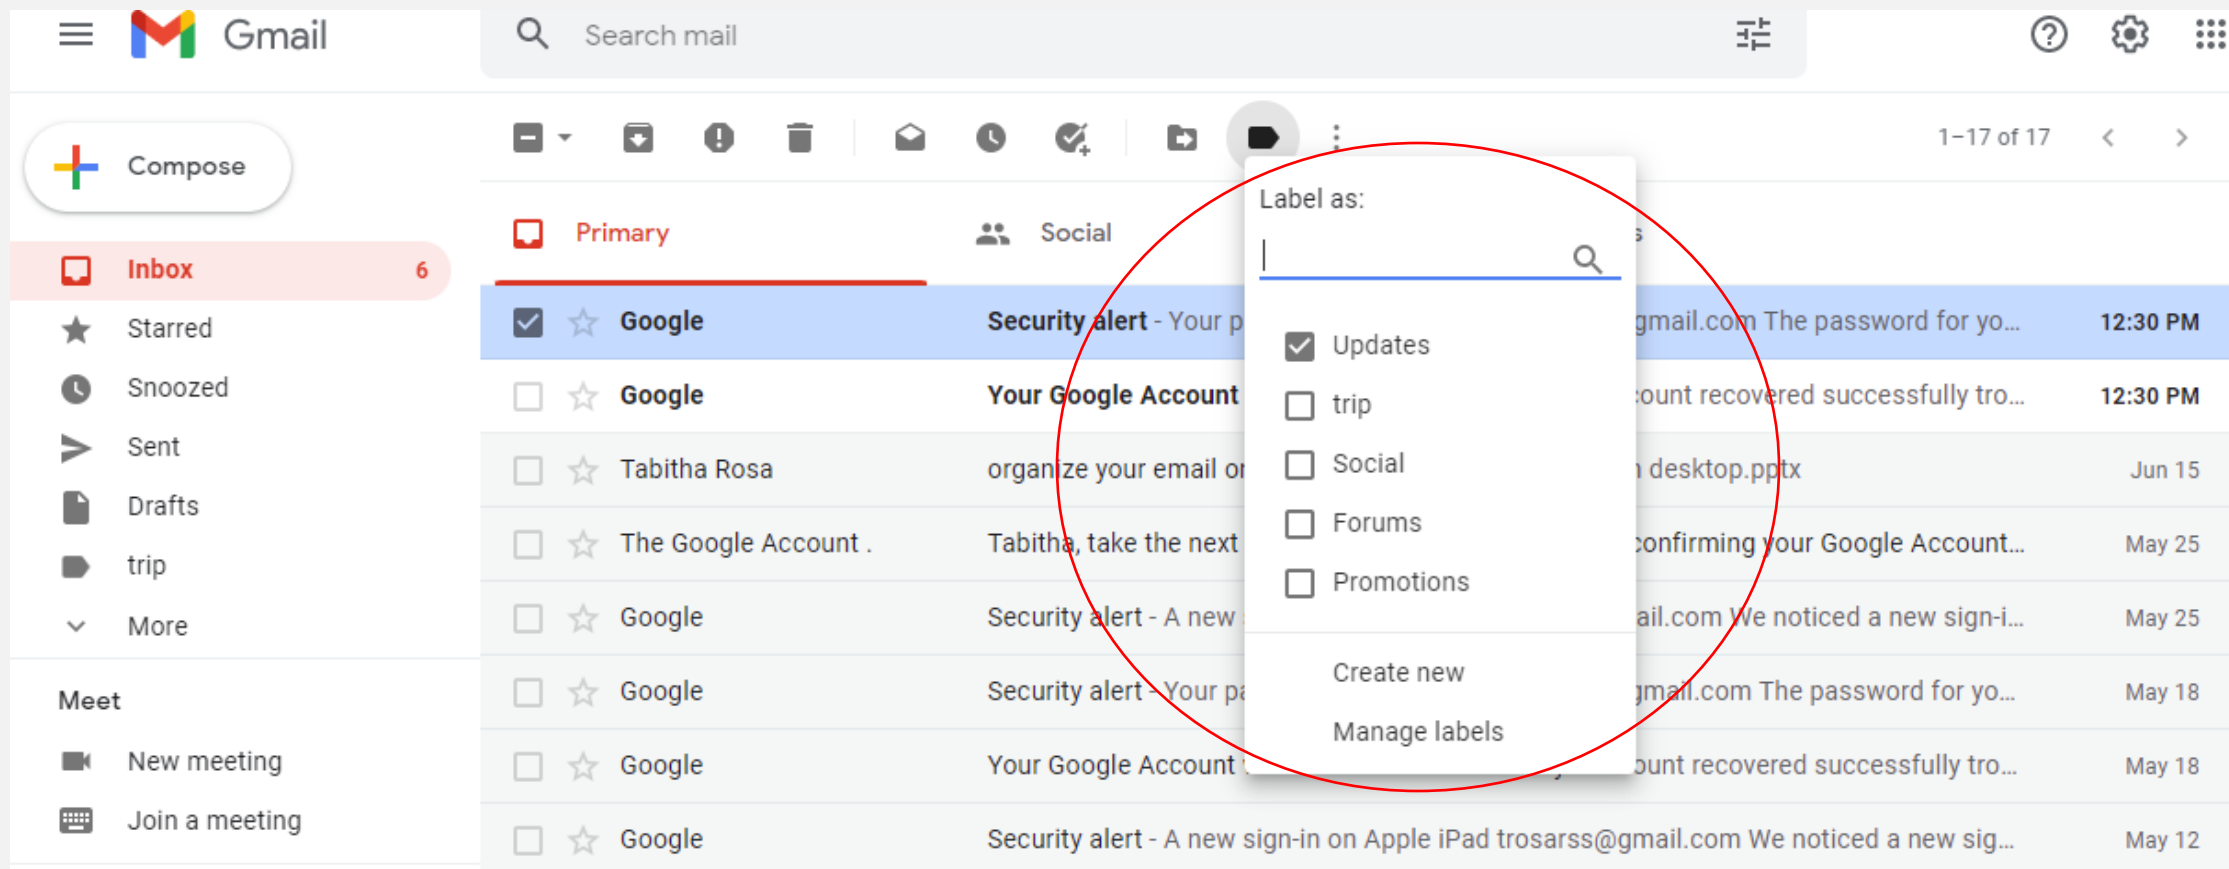 Gmail
Search mail
Compose
1–17 of 17
Label as:
Primary
Social
s
Inbox 6
Starred
Snoozed
Sent
Drafts
trip
More
Meet
New meeting
Join a meeting
Google Security alert - Your p gmail.com The password for yo... 12:30 PM
Google Your Google Account count recovered successfully tro... 12:30 PM
Tabitha Rosa organize your email or desktop.pptx Jun 15
The Google Account . Tabitha, take the next confirming your Google Account... May 25
Google Security alert - A new ail.com We noticed a new sign-i... May 25
Google Security alert - Your pa gmail.com The password for yo... May 18
Google Your Google Account ount recovered successfully tro... May 18
Google Security alert - A new sign-in on Apple iPad trosarss@gmail.com We noticed a new sig... May 12
Updates
trip
Social
Forums
Promotions
Create new
Manage labels